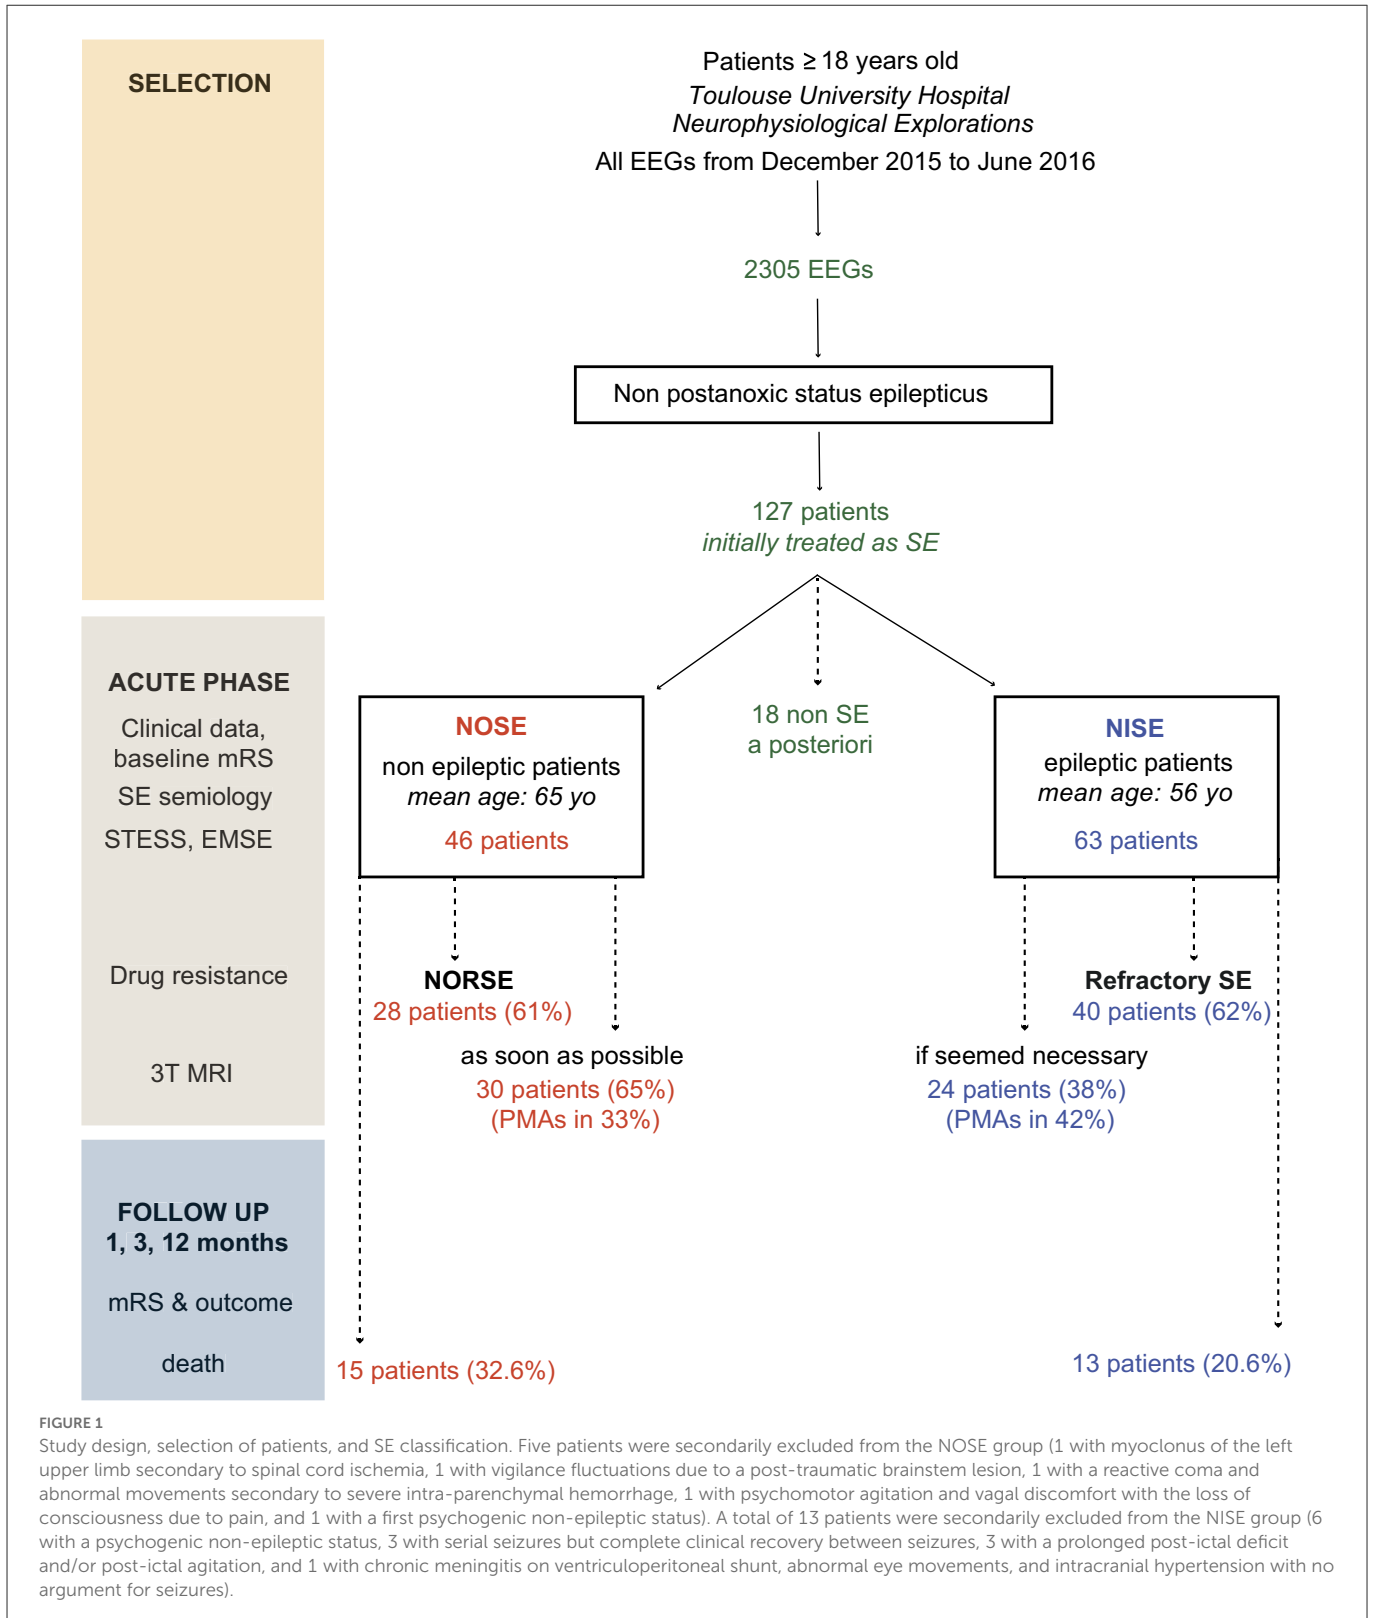 SELECTION
Patients ≥ 18 years old
Toulouse University Hospital
Neurophysiological Explorations
All EEGs from December 2015 to June 2016
2305 EEGs
Non postanoxic status epilepticus
127 patients
initially treated as SE
ACUTE PHASE
Clinical data,
baseline mRS
SE semiology
STESS, EMSE
NOSE
non epileptic patients
mean age: 65 yo
46 patients
18 non SE
a posteriori
NISE
epileptic patients
mean age: 56 yo
63 patients
Drug resistance
NORSE
28 patients (61%)
Refractory SE
40 patients (62%)
3T MRI
as soon as possible
30 patients (65%)
(PMAs in 33%)
if seemed necessary
24 patients (38%)
(PMAs in 42%)
FOLLOW UP
1, 3, 12 months
mRS & outcome
death
15 patients (32.6%)
13 patients (20.6%)
FIGURE 1
Study design, selection of patients, and SE classification. Five patients were secondarily excluded from the NOSE group (1 with myoclonus of the left
upper limb secondary to spinal cord ischemia, 1 with vigilance fluctuations due to a post-traumatic brainstem lesion, 1 with a reactive coma and
abnormal movements secondary to severe intra-parenchymal hemorrhage, 1 with psychomotor agitation and vagal discomfort with the loss of
consciousness due to pain, and 1 with a first psychogenic non-epileptic status). A total of 13 patients were secondarily excluded from the NISE group (6
with a psychogenic non-epileptic status, 3 with serial seizures but complete clinical recovery between seizures, 3 with a prolonged post-ictal deficit
and/or post-ictal agitation, and 1 with chronic meningitis on ventriculoperitoneal shunt, abnormal eye movements, and intracranial hypertension with no
argument for seizures).